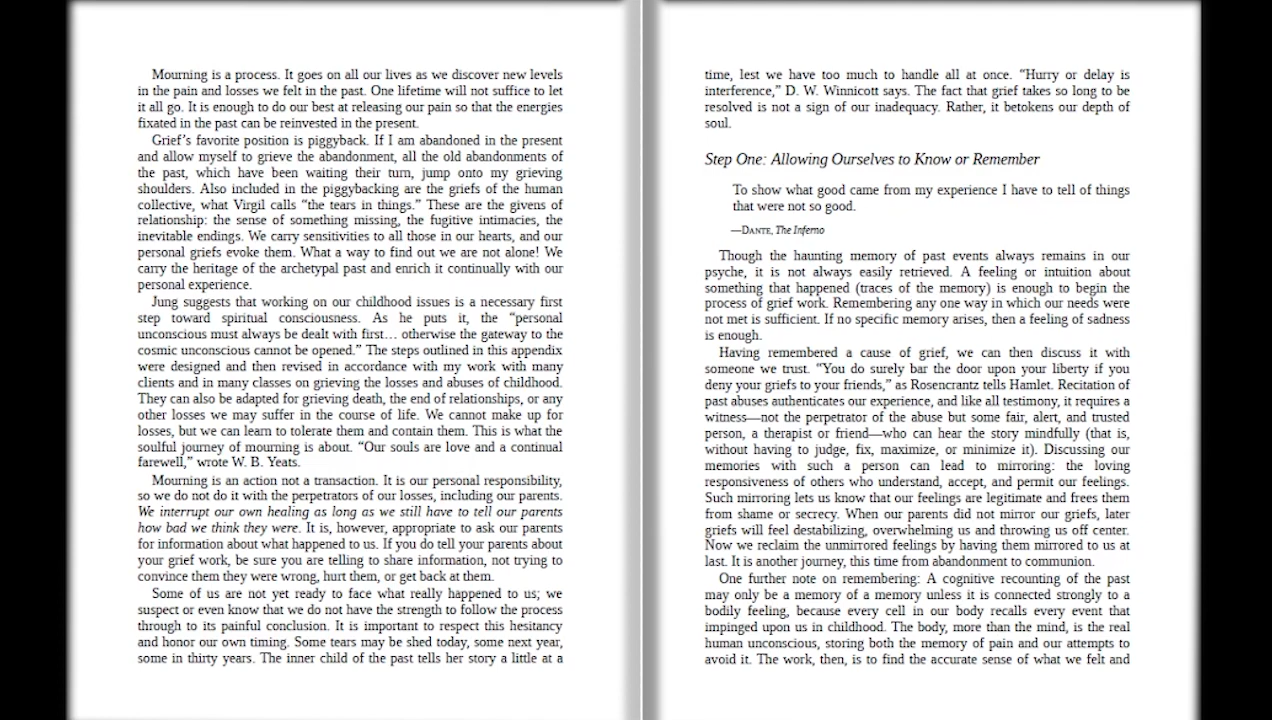 Mourning is a process. It goes on all our lives as we discover new levels
in the pain and losses we felt in the past. One lifetime will not suffice to let
it all go. It is enough to do our best at releasing our pain so that the energies
fixated in the past can be reinvested in the present.
Grief’s favorite position is piggyback. If I am abandoned in the present
and allow myself to grieve the abandonment, all the old abandonments of
the past, which have been waiting their turn, jump onto my grieving
shoulders. Also included in the piggybacking are the griefs of the human
collective, what Virgil calls “the tears in things.” These are the givens of
relationship: the sense of something missing, the fugitive intimacies, the
inevitable endings. We carry sensitivities to all those in our hearts, and our
personal griefs evoke them. What a way to find out we are not alone! We
carry the heritage of the archetypal past and enrich it continually with our
personal experience.
Jung suggests that working on our childhood issues is a necessary first
step toward spiritual consciousness. As he puts it, the “personal
unconscious must always be dealt with first… otherwise the gateway to the
cosmic unconscious cannot be opened.” The steps outlined in this appendix
were designed and then revised in accordance with my work with many
clients and in many classes on grieving the losses and abuses of childhood.
They can also be adapted for grieving death, the end of relationships, or any
other losses we may suffer in the course of life. We cannot make up for
losses, but we can learn to tolerate them and contain them. This is what the
soulful journey of mourning is about. “Our souls are love and a continual
farewell,” wrote W. B. Yeats.
Mourning is an action not a transaction. It is our personal responsibility,
so we do not do it with the perpetrators of our losses, including our parents.
We interrupt our own healing as long as we still have to tell our parents
how bad we think they were. It is, however, appropriate to ask our parents
for information about what happened to us. If you do tell your parents about
your grief work, be sure you are telling to share information, not trying to
convince them they were wrong, hurt them, or get back at them.
Some of us are not yet ready to face what really happened to us; we
suspect or even know that we do not have the strength to follow the process
through to its painful conclusion. It is important to respect this hesitancy
and honor our own timing. Some tears may be shed today, some next year,
some in thirty years. The inner child of the past tells her story a little at a
time, lest we have too much to handle all at once. “Hurry or delay is
interference,” D. W. Winnicott says. The fact that grief takes so long to be
resolved is not a sign of our inadequacy. Rather, it betokens our depth of
soul.
Step One: Allowing Ourselves to Know or Remember
To show what good came from my experience I have to tell of things
that were not so good.
—DANTE, The Inferno
Though the haunting memory of past events always remains in our
psyche, it is not always easily retrieved. A feeling or intuition about
something that happened (traces of the memory) is enough to begin the
process of grief work. Remembering any one way in which our needs were
not met is sufficient. If no specific memory arises, then a feeling of sadness
is enough.
Having remembered a cause of grief, we can then discuss it with
someone we trust. “You do surely bar the door upon your liberty if you
deny your griefs to your friends,” as Rosencrantz tells Hamlet. Recitation of
past abuses authenticates our experience, and like all testimony, it requires a
witness—not the perpetrator of the abuse but some fair, alert, and trusted
person, a therapist or friend—who can hear the story mindfully (that is,
without having to judge, fix, maximize, or minimize it). Discussing our
memories with such a person can lead to mirroring: the loving
responsiveness of others who understand, accept, and permit our feelings.
Such mirroring lets us know that our feelings are legitimate and frees them
from shame or secrecy. When our parents did not mirror our griefs, later
griefs will feel destabilizing, overwhelming us and throwing us off center.
Now we reclaim the unmirrored feelings by having them mirrored to us at
last. It is another journey, this time from abandonment to communion.
One further note on remembering: A cognitive recounting of the past
may only be a memory of a memory unless it is connected strongly to a
bodily feeling, because every cell in our body recalls every event that
impinged upon us in childhood. The body, more than the mind, is the real
human unconscious, storing both the memory of pain and our attempts to
avoid it. The work, then, is to find the accurate sense of what we felt and